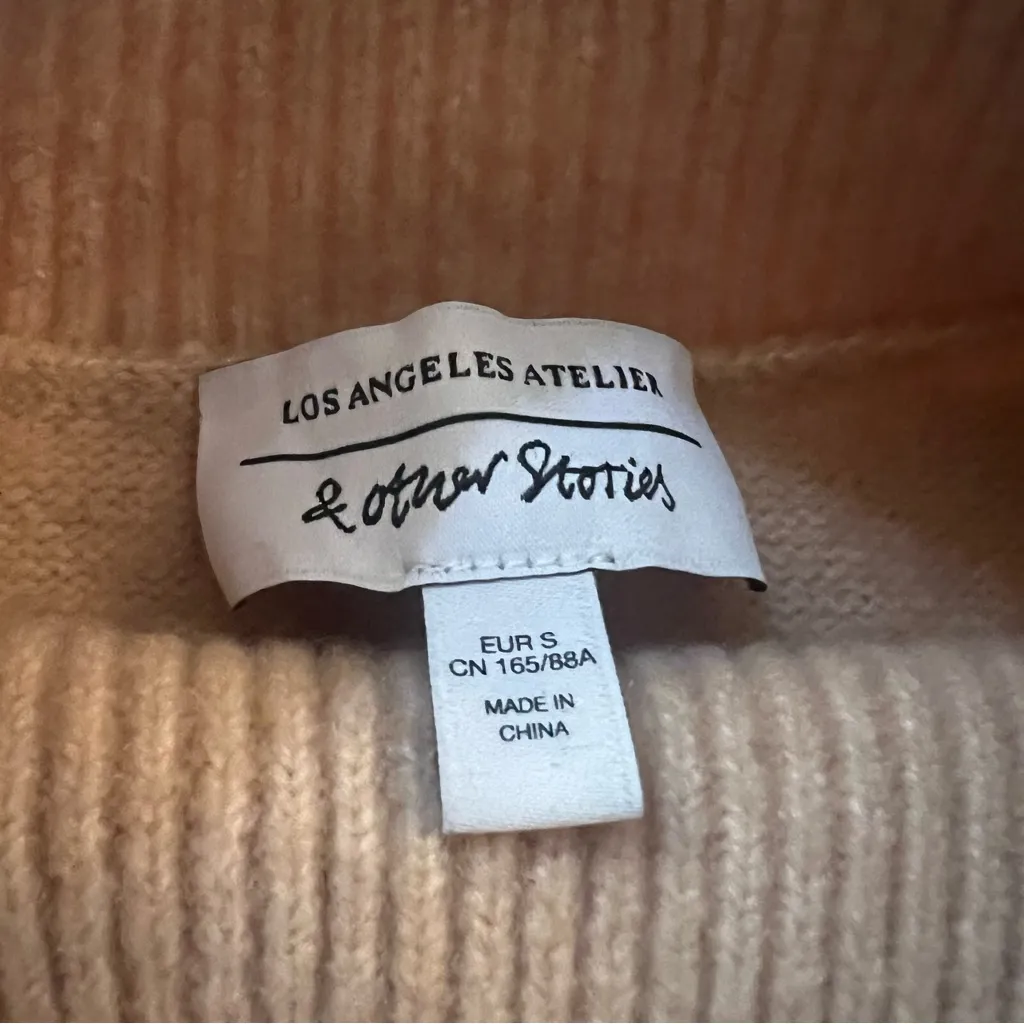 LOS ANGELES ATELIER
& other Stories
EUR S
CN 165/88A
MADE IN
CHINA